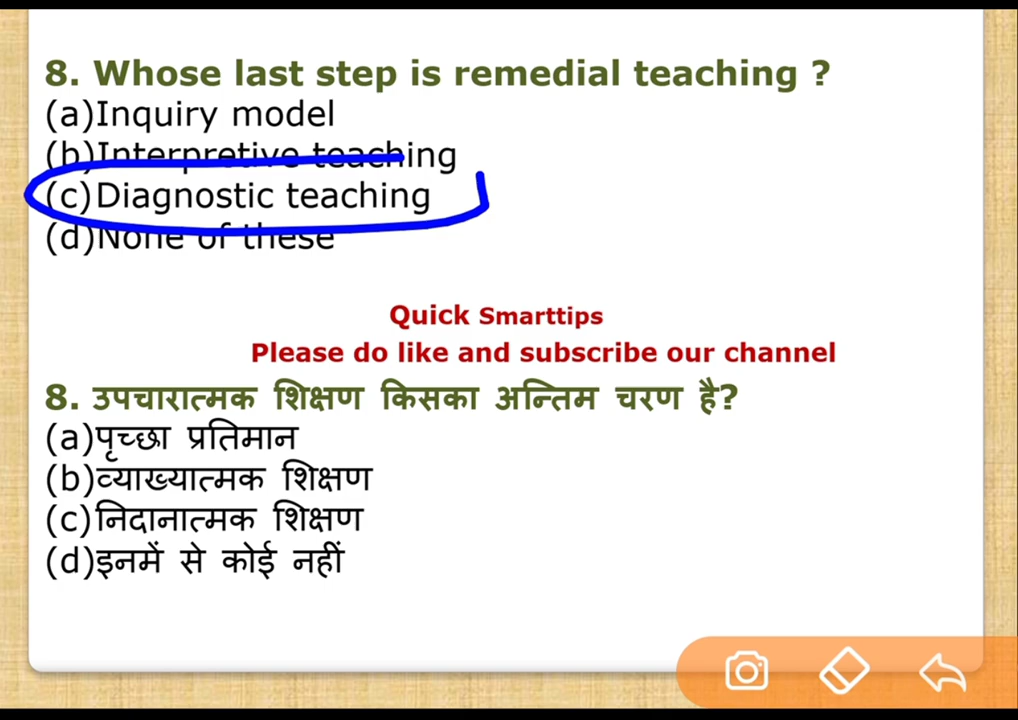 8. Whose last step is remedial teaching ?
(a)Inquiry model
(b)Interpretive teaching
(c)Diagnostic teaching
(d)None of these
Quick Smarttips
Please do like and subscribe our channel
8. उपचारात्मक शिक्षण किसका अन्तिम चरण है?
(a)पृच्छा प्रतिमान
(b)व्याख्यात्मक शिक्षण
(c)निदानात्मक शिक्षण
(d)इनमें से कोई नहीं